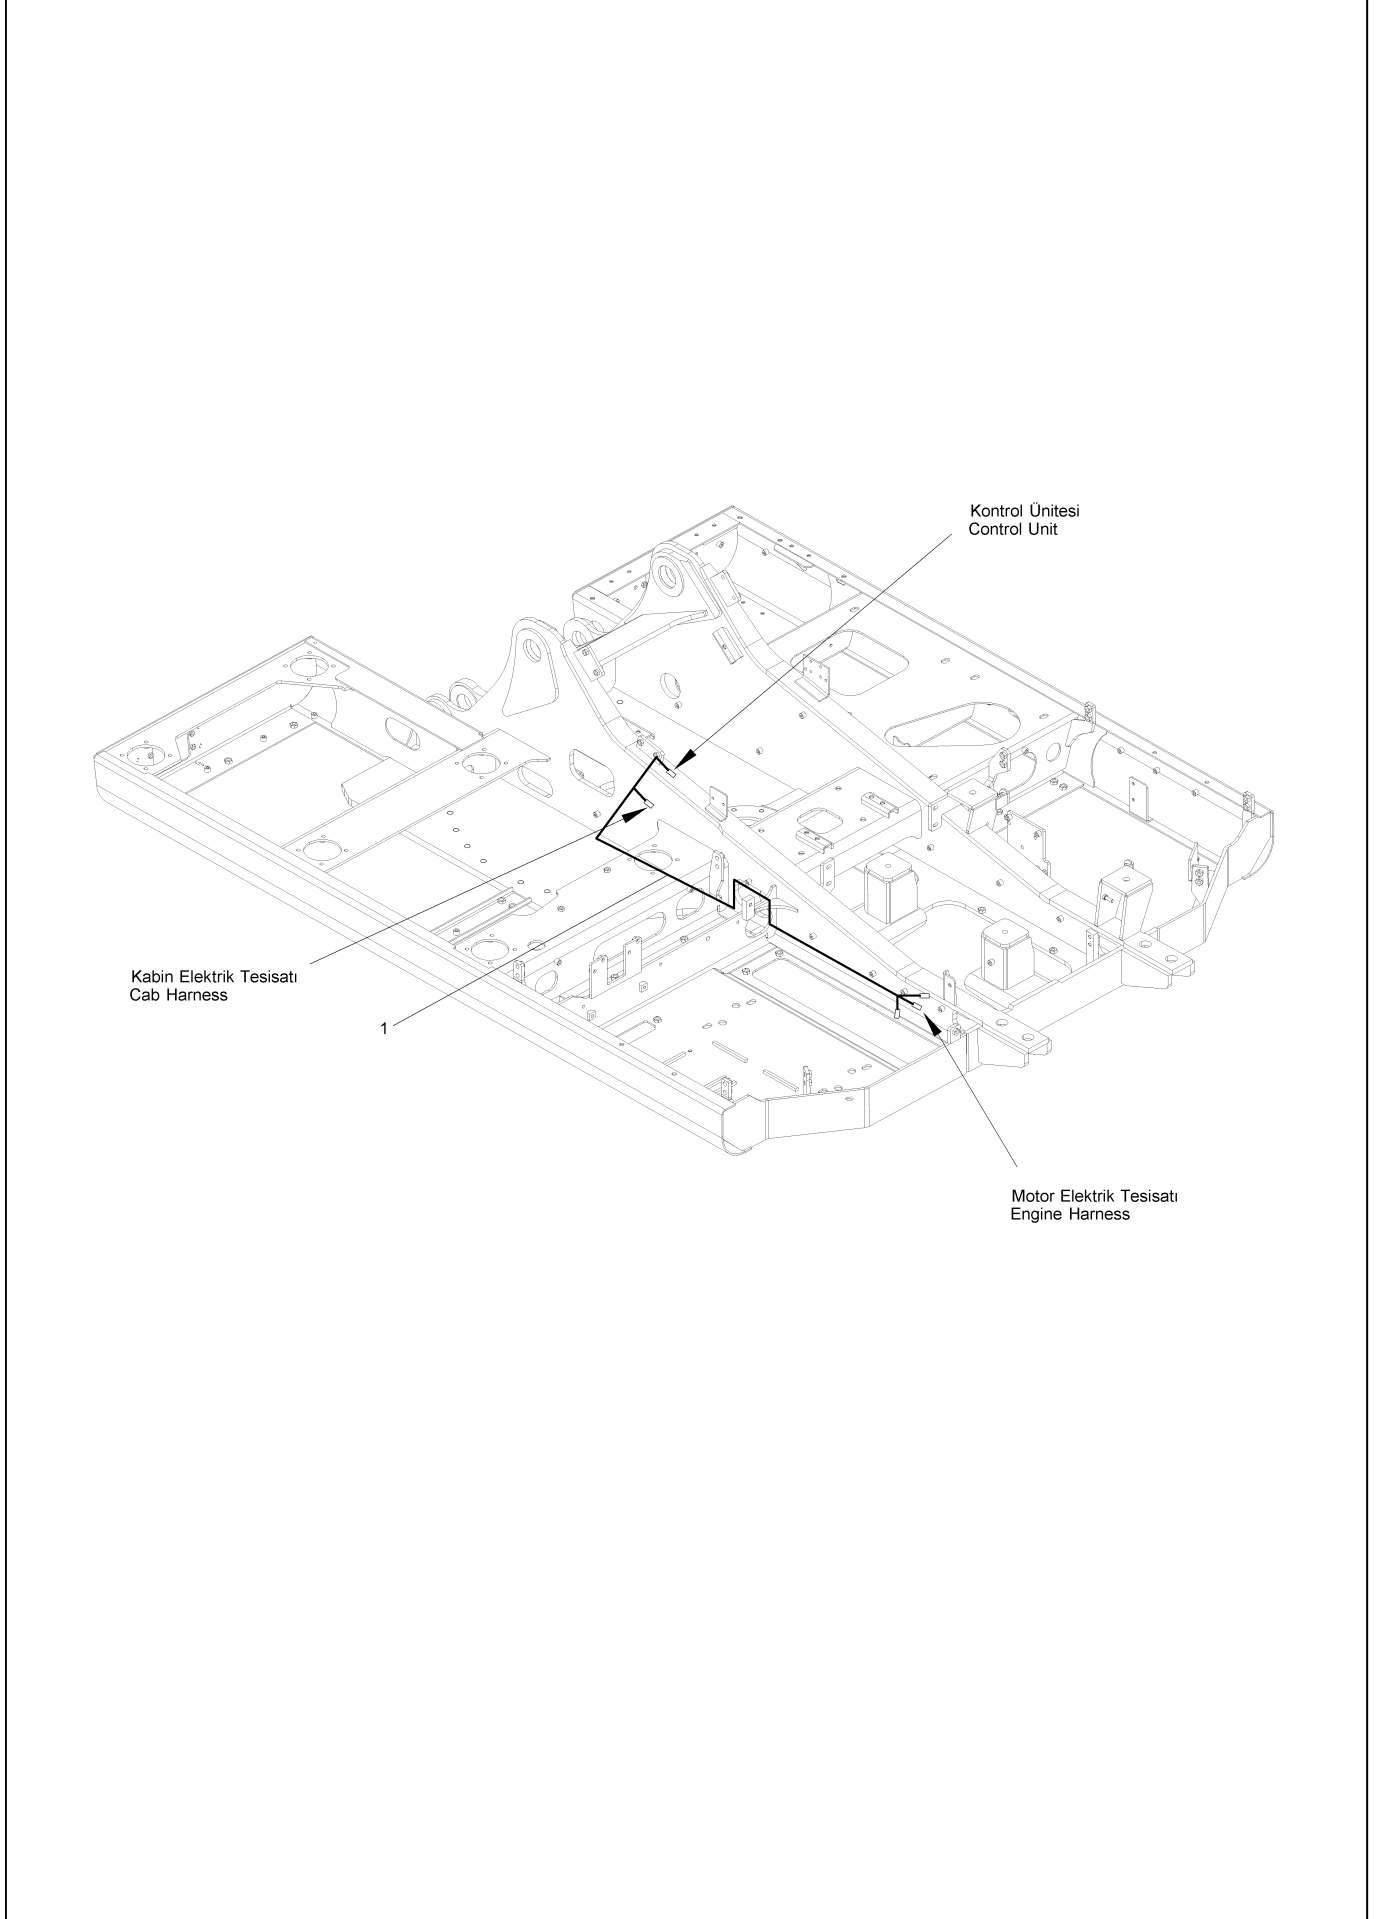 Kontrol Ünitesi
Control Unit
Kabin Elektrik Tesisatı
Cab Harness
1
Motor Elektrik Tesisatı
Engine Harness